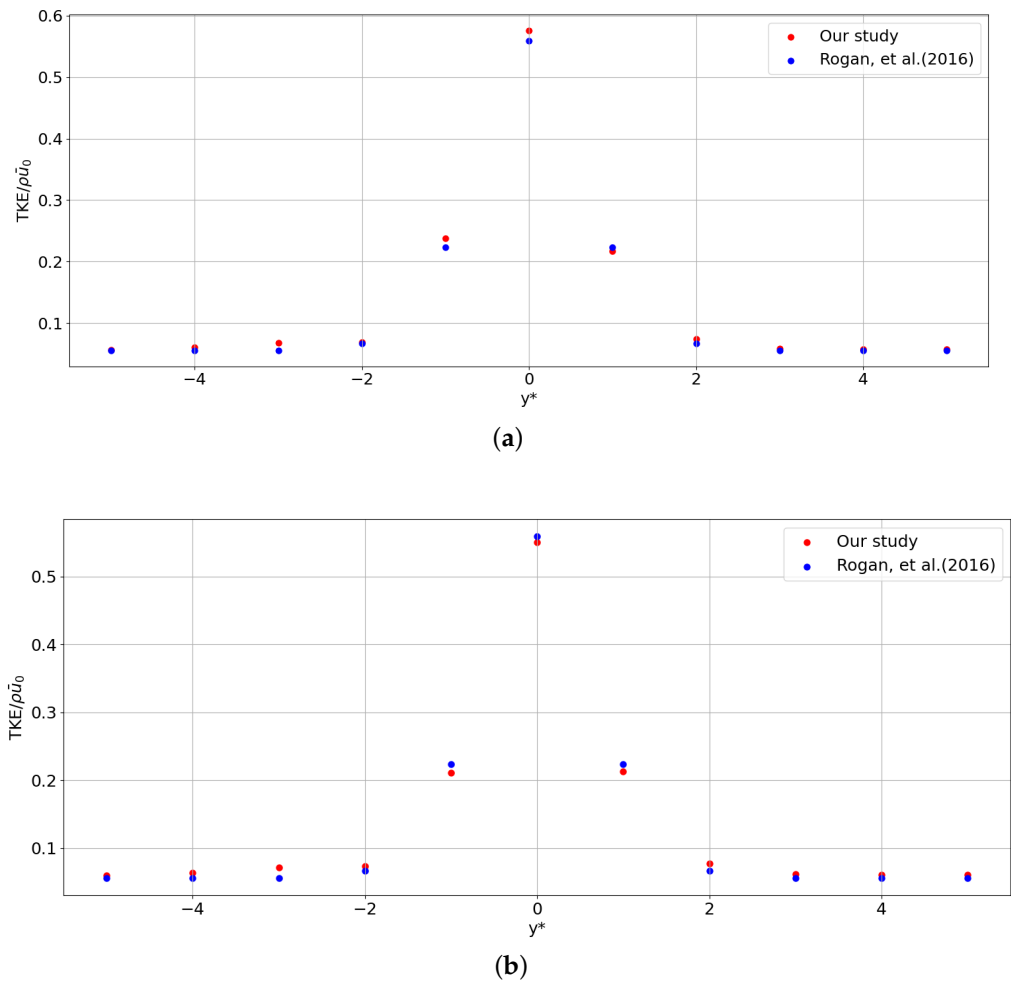 0.6
0.5
0.4
0.3
0.2
0.1
TKE/ρū₀
Our study
Rogan, et al.(2016)
−4 −2 0 2 4
y*
(a)
0.5
0.4
0.3
0.2
0.1
TKE/ρū₀
Our study
Rogan, et al.(2016)
−4 −2 0 2 4
y*
(b)